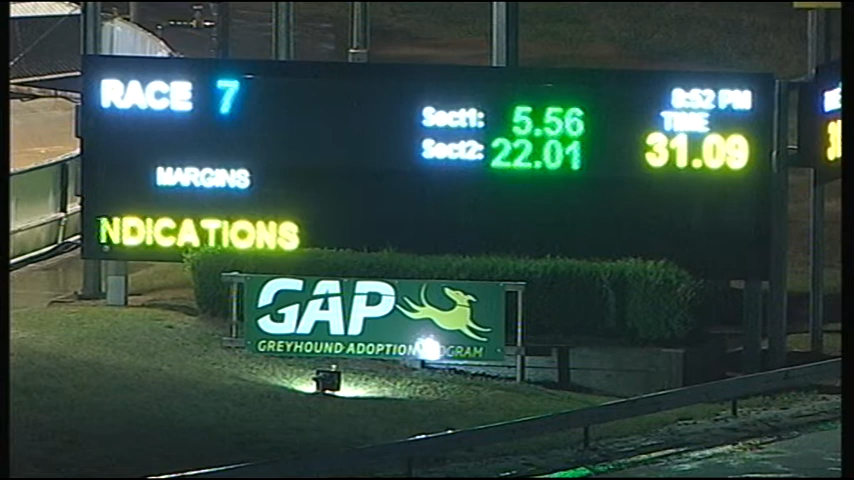 RACE 7
8:52 PM
Sect1: 5.56
TIME
Sect2: 22.01
31.09
MARGINS
NDICATIONS
GAP
GREYHOUND ADOPTION PROGRAM